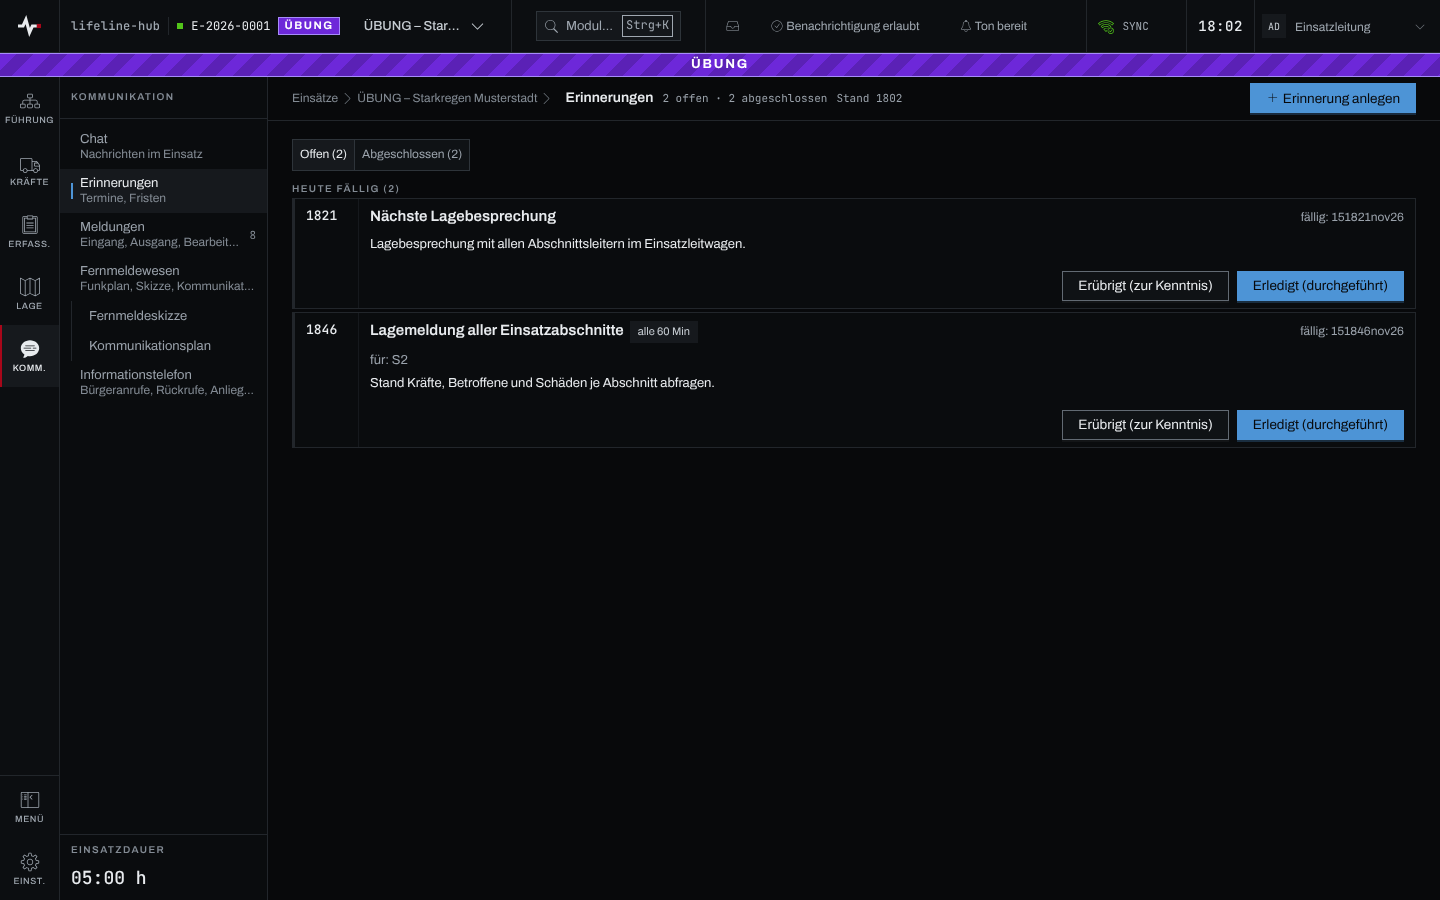 lifeline-hub
E-2026-0001
ÜBUNG
ÜBUNG – Star...
Modul...
Strg+K
Benachrichtigung erlaubt
Ton bereit
SYNC
18:02
AD
Einsatzleitung
ÜBUNG
FÜHRUNG
KRÄFTE
ERFASS.
LAGE
KOMM.
MENÜ
EINST.
KOMMUNIKATION
Chat
Nachrichten im Einsatz
Erinnerungen
Termine, Fristen
Meldungen
Eingang, Ausgang, Bearbeit...
8
Fernmeldewesen
Funkplan, Skizze, Kommunikat...
Fernmeldeskizze
Kommunikationsplan
Informationstelefon
Bürgeranrufe, Rückrufe, Anlieg...
EINSATZDAUER
05:00 h
Einsätze
ÜBUNG – Starkregen Musterstadt
Erinnerungen
2 offen · 2 abgeschlossen
Stand 1802
Erinnerung anlegen
Offen (2)
Abgeschlossen (2)
HEUTE FÄLLIG (2)
1821
Nächste Lagebesprechung
fällig: 151821nov26
Lagebesprechung mit allen Abschnittsleitern im Einsatzleitwagen.
Erübrigt (zur Kenntnis)
Erledigt (durchgeführt)
1846
Lagemeldung aller Einsatzabschnitte
alle 60 Min
fällig: 151846nov26
für: S2
Stand Kräfte, Betroffene und Schäden je Abschnitt abfragen.
Erübrigt (zur Kenntnis)
Erledigt (durchgeführt)